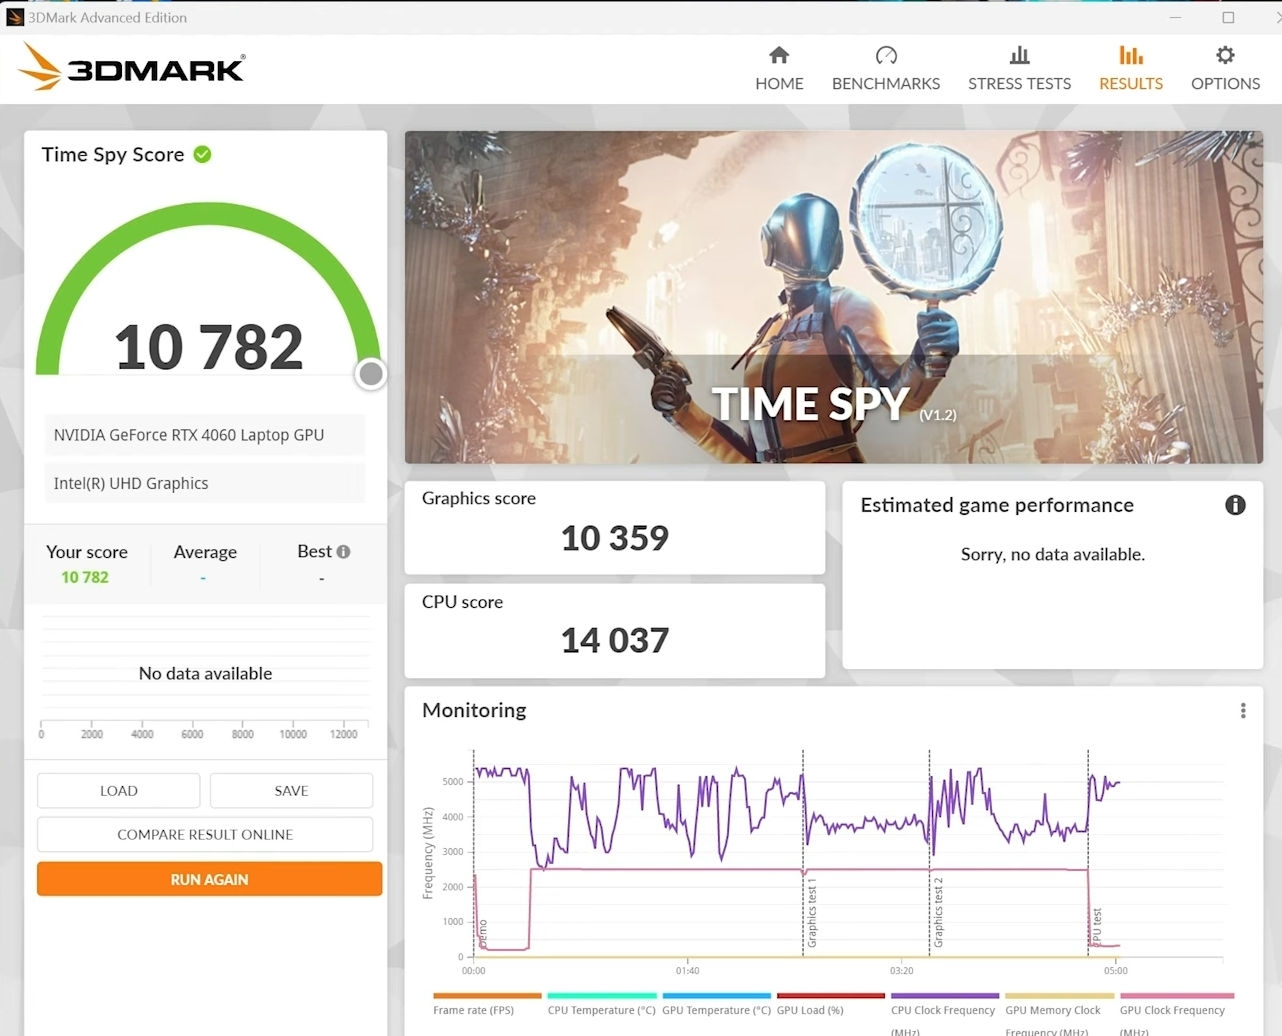 3DMark Advanced Edition
3DMARK®
HOME
BENCHMARKS
STRESS TESTS
RESULTS
OPTIONS
Time Spy Score
10 782
NVIDIA GeForce RTX 4060 Laptop GPU
Intel(R) UHD Graphics
Your score
10 782
Average
-
Best
-
No data available
0 2000 4000 6000 8000 10000 12000
LOAD
SAVE
COMPARE RESULT ONLINE
RUN AGAIN
TIME SPY (V1.2)
Graphics score
10 359
CPU score
14 037
Estimated game performance
Sorry, no data available.
Monitoring
Frequency (MHz)
5000
4000
3000
2000
1000
0
Demo
Graphics test 1
Graphics test 2
CPU test
00:00 01:40 03:20 05:00
Frame rate (FPS)
CPU Temperature (°C)
GPU Temperature (°C)
GPU Load (%)
CPU Clock Frequency
(MHz)
GPU Memory Clock
Frequency (MHz)
GPU Clock Frequency
(MHz)